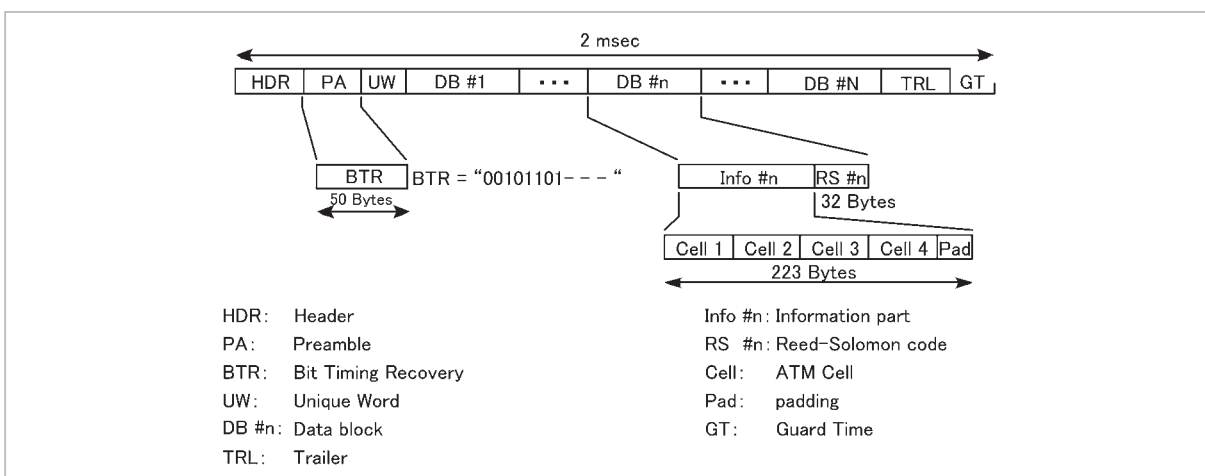 2 msec
HDR PA UW DB #1 ･･･ DB #n ･･･ DB #N TRL GT
BTR BTR = “00101101- - - “
50 Bytes
Info #n RS #n
32 Bytes
Cell 1 Cell 2 Cell 3 Cell 4 Pad
223 Bytes
HDR: Header
PA: Preamble
BTR: Bit Timing Recovery
UW: Unique Word
DB #n: Data block
TRL: Trailer
Info #n: Information part
RS #n: Reed-Solomon code
Cell: ATM Cell
Pad: padding
GT: Guard Time